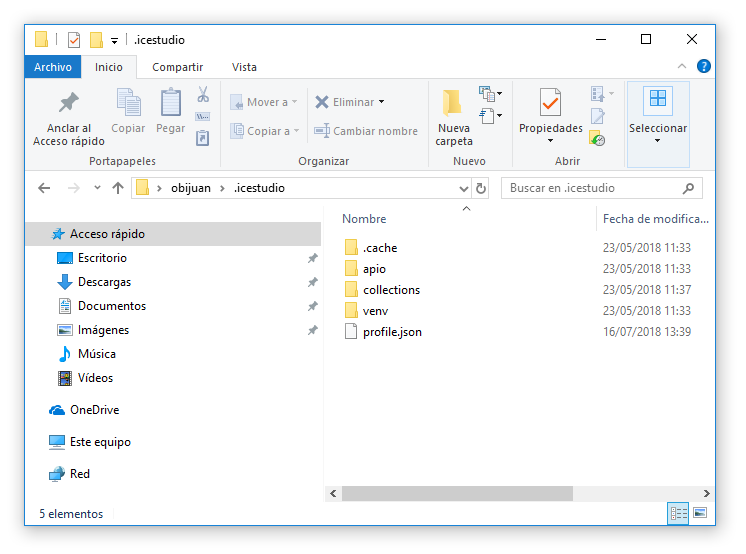 .icestudio
Archivo
Inicio
Compartir
Vista
Anclar al
Acceso rápido
Copiar
Pegar
Mover a
Copiar a
Eliminar
Cambiar nombre
Nueva
carpeta
Propiedades
Seleccionar
Portapapeles
Organizar
Nuevo
Abrir
obijuan
.icestudio
Buscar en .icestudio
Acceso rápido
Escritorio
Descargas
Documentos
Imágenes
Música
Vídeos
OneDrive
Este equipo
Red
Nombre
Fecha de modifica...
.cache
23/05/2018 11:33
apio
23/05/2018 11:33
collections
23/05/2018 11:37
venv
23/05/2018 11:33
profile.json
16/07/2018 13:39
5 elementos